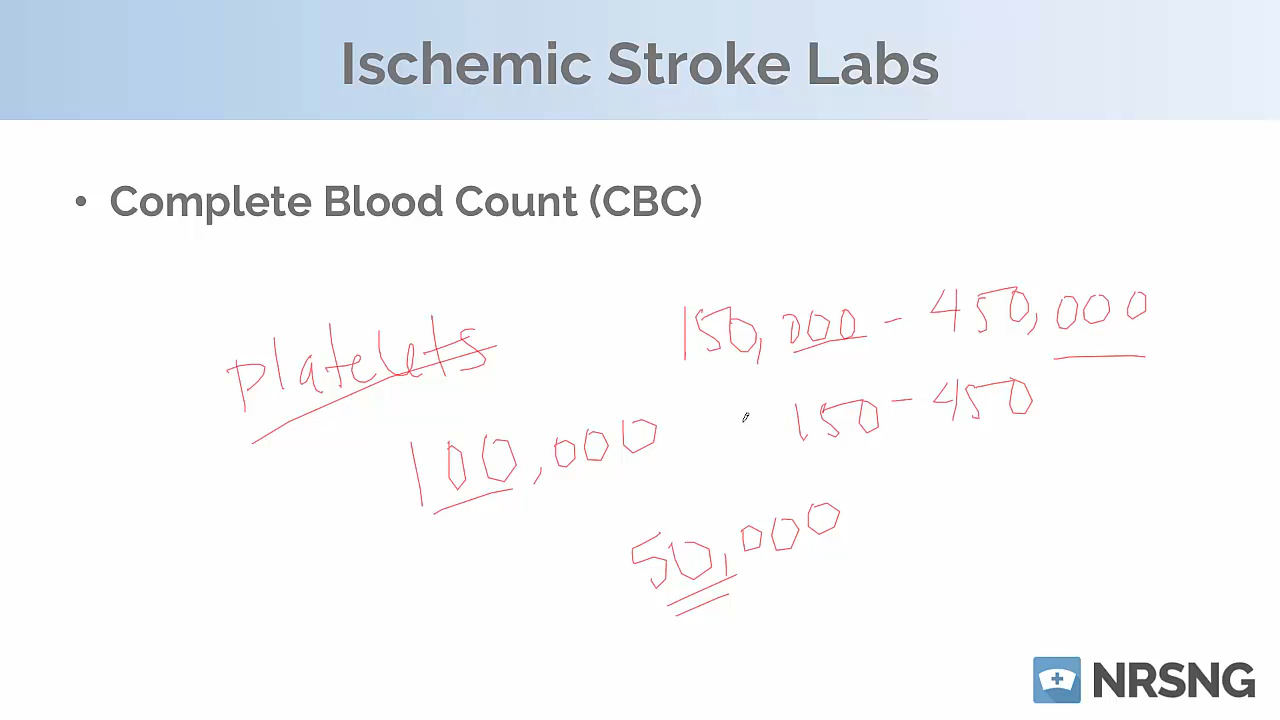 Ischemic Stroke Labs
• Complete Blood Count (CBC)
150,000 - 450,000
platelets
150 - 450
100,000
50,000
NRSNG